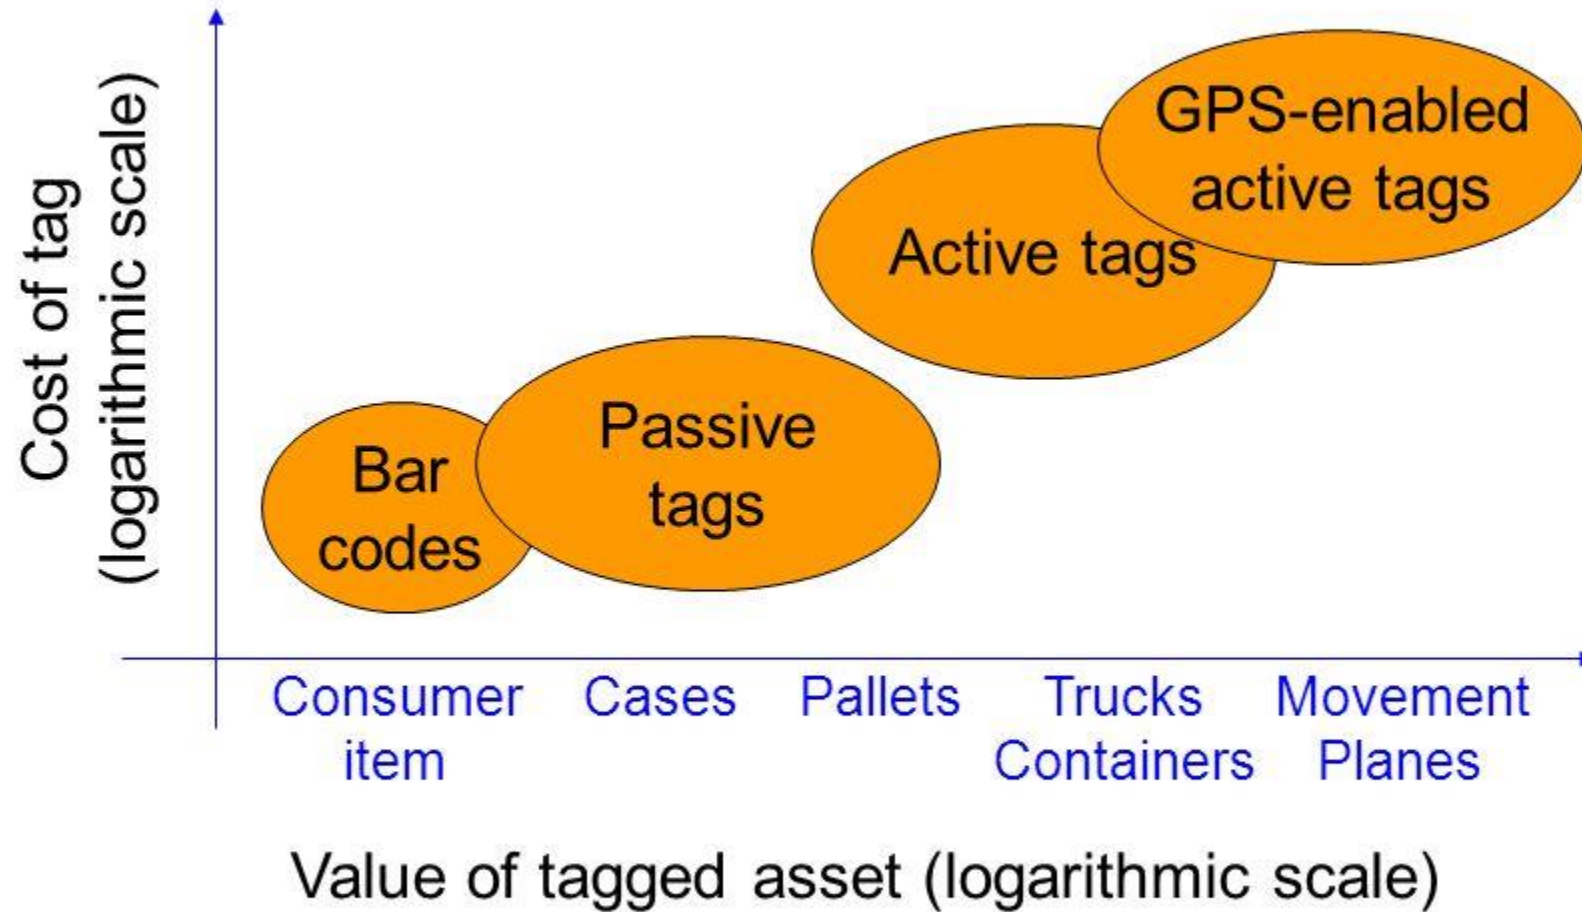 Cost of tag
(logarithmic scale)
GPS-enabled
active tags
Active tags
Passive
tags
Bar
codes
Consumer
item
Cases
Pallets
Trucks
Containers
Movement
Planes
Value of tagged asset (logarithmic scale)